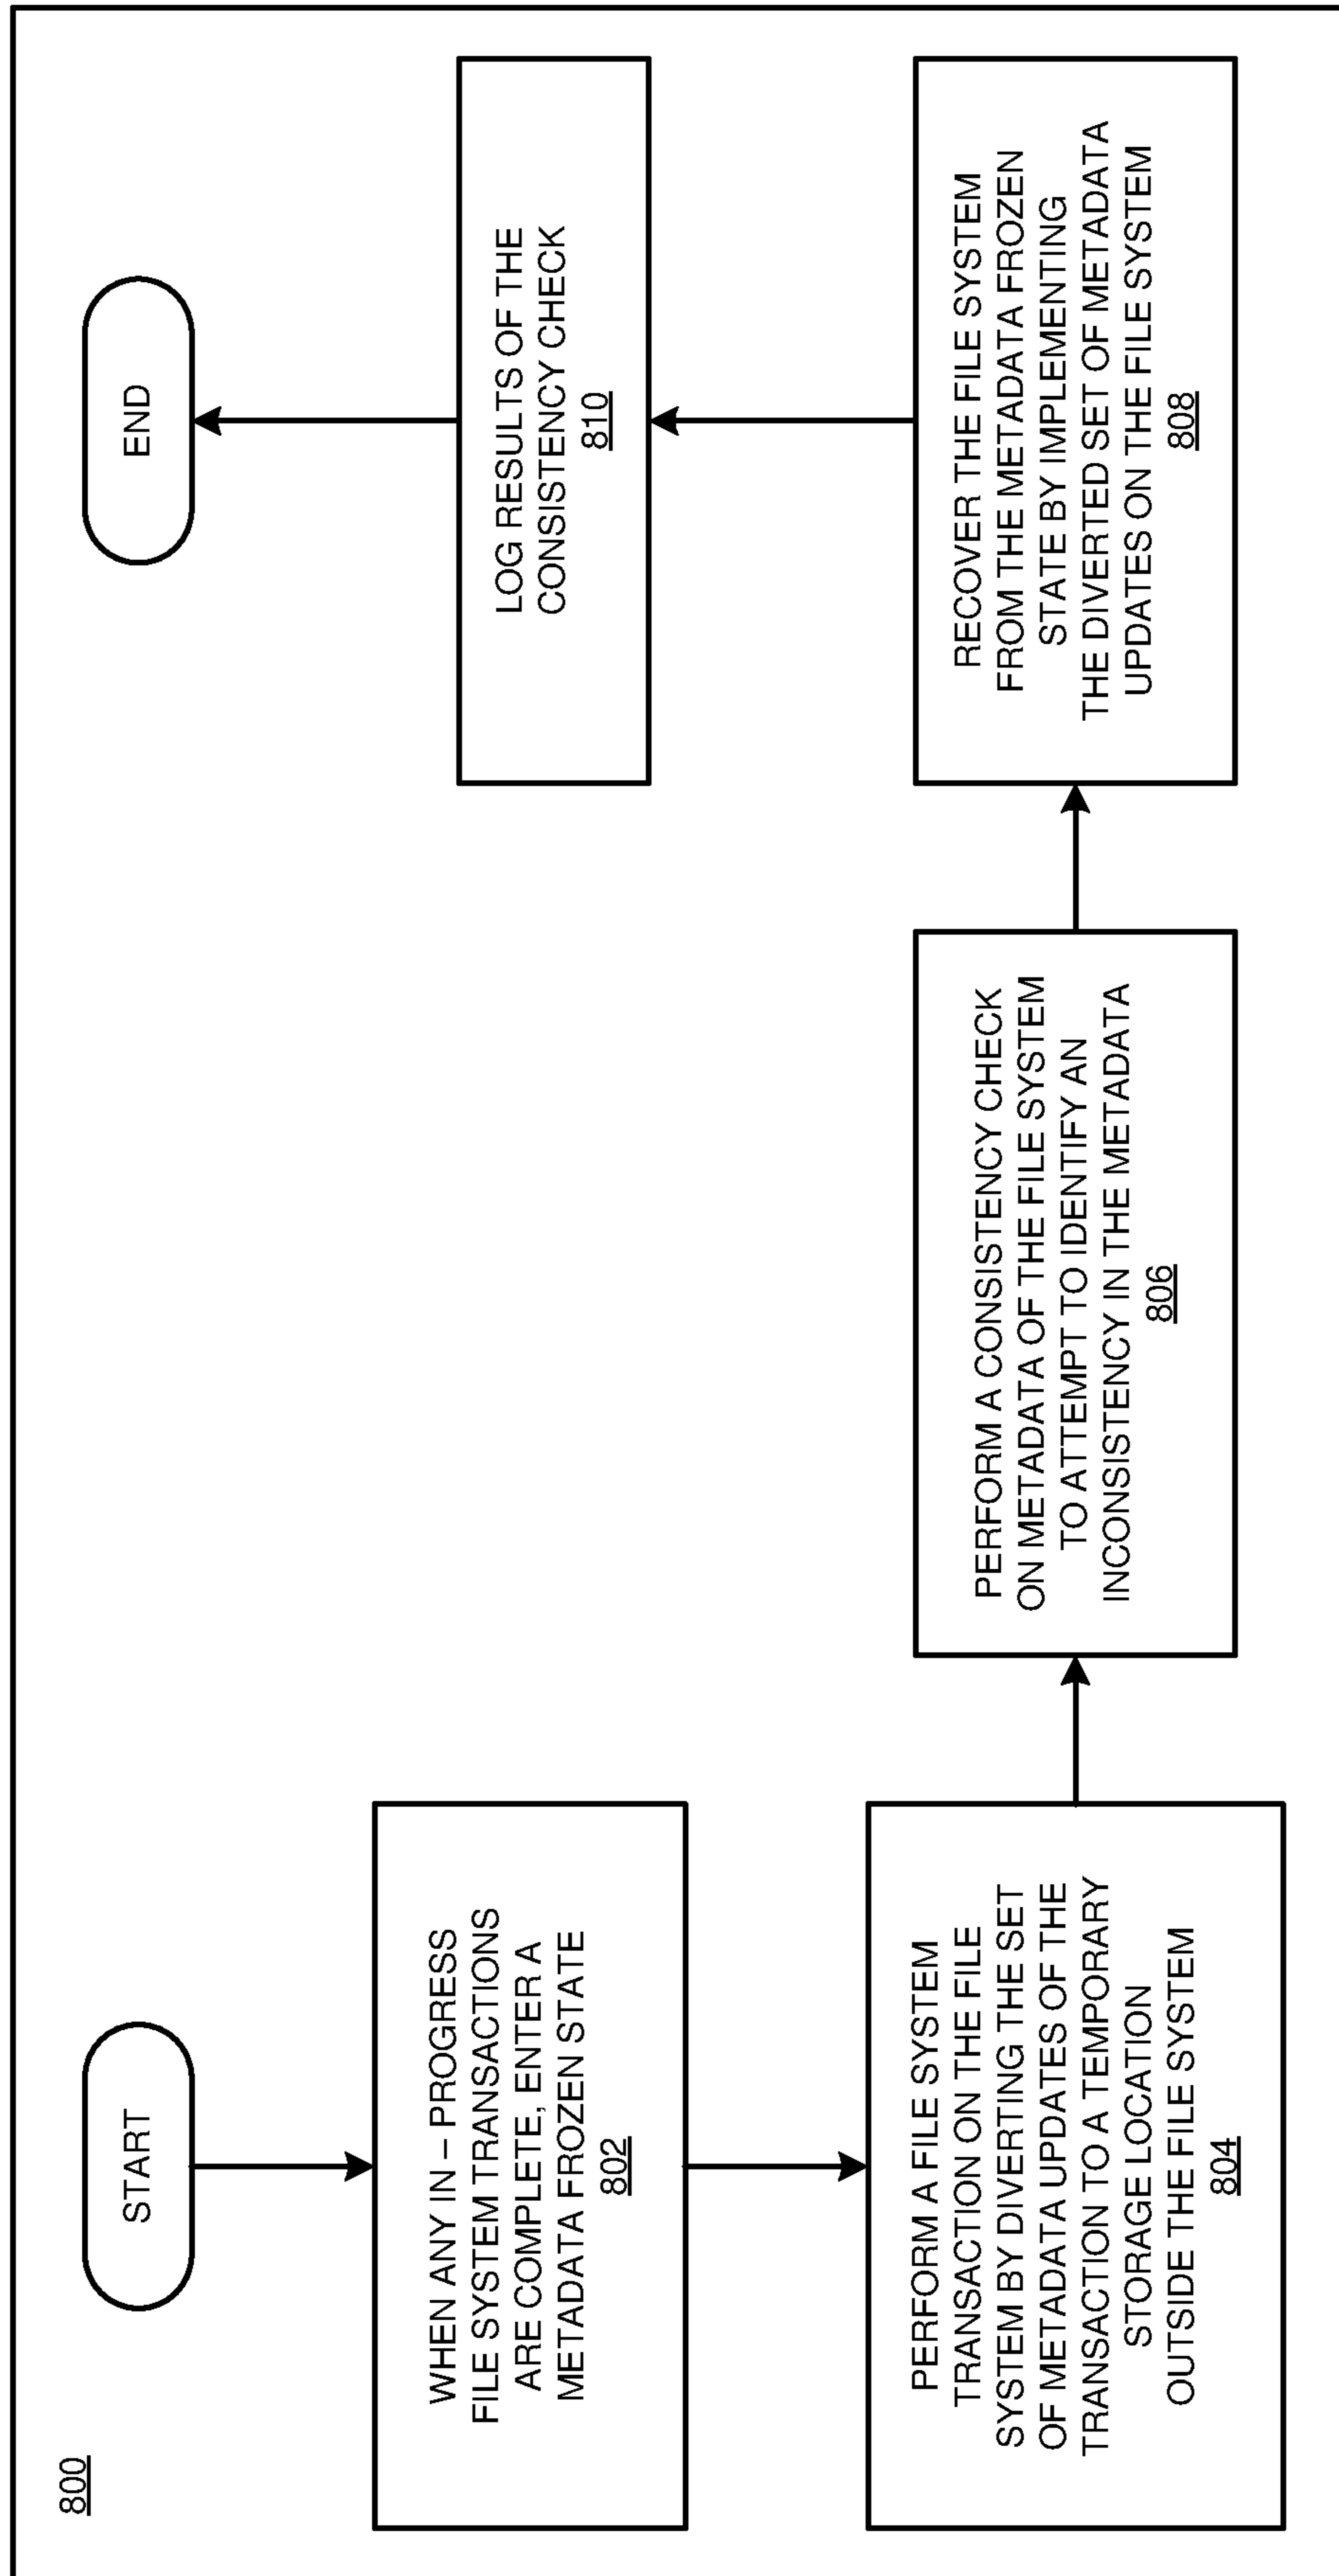 800
START
WHEN ANY IN – PROGRESS
FILE SYSTEM TRANSACTIONS
ARE COMPLETE, ENTER A
METADATA FROZEN STATE
802
PERFORM A FILE SYSTEM
TRANSACTION ON THE FILE
SYSTEM BY DIVERTING THE SET
OF METADATA UPDATES OF THE
TRANSACTION TO A TEMPORARY
STORAGE LOCATION
OUTSIDE THE FILE SYSTEM
804
PERFORM A CONSISTENCY CHECK
ON METADATA OF THE FILE SYSTEM
TO ATTEMPT TO IDENTIFY AN
INCONSISTENCY IN THE METADATA
806
RECOVER THE FILE SYSTEM
FROM THE METADATA FROZEN
STATE BY IMPLEMENTING
THE DIVERTED SET OF METADATA
UPDATES ON THE FILE SYSTEM
808
LOG RESULTS OF THE
CONSISTENCY CHECK
810
END